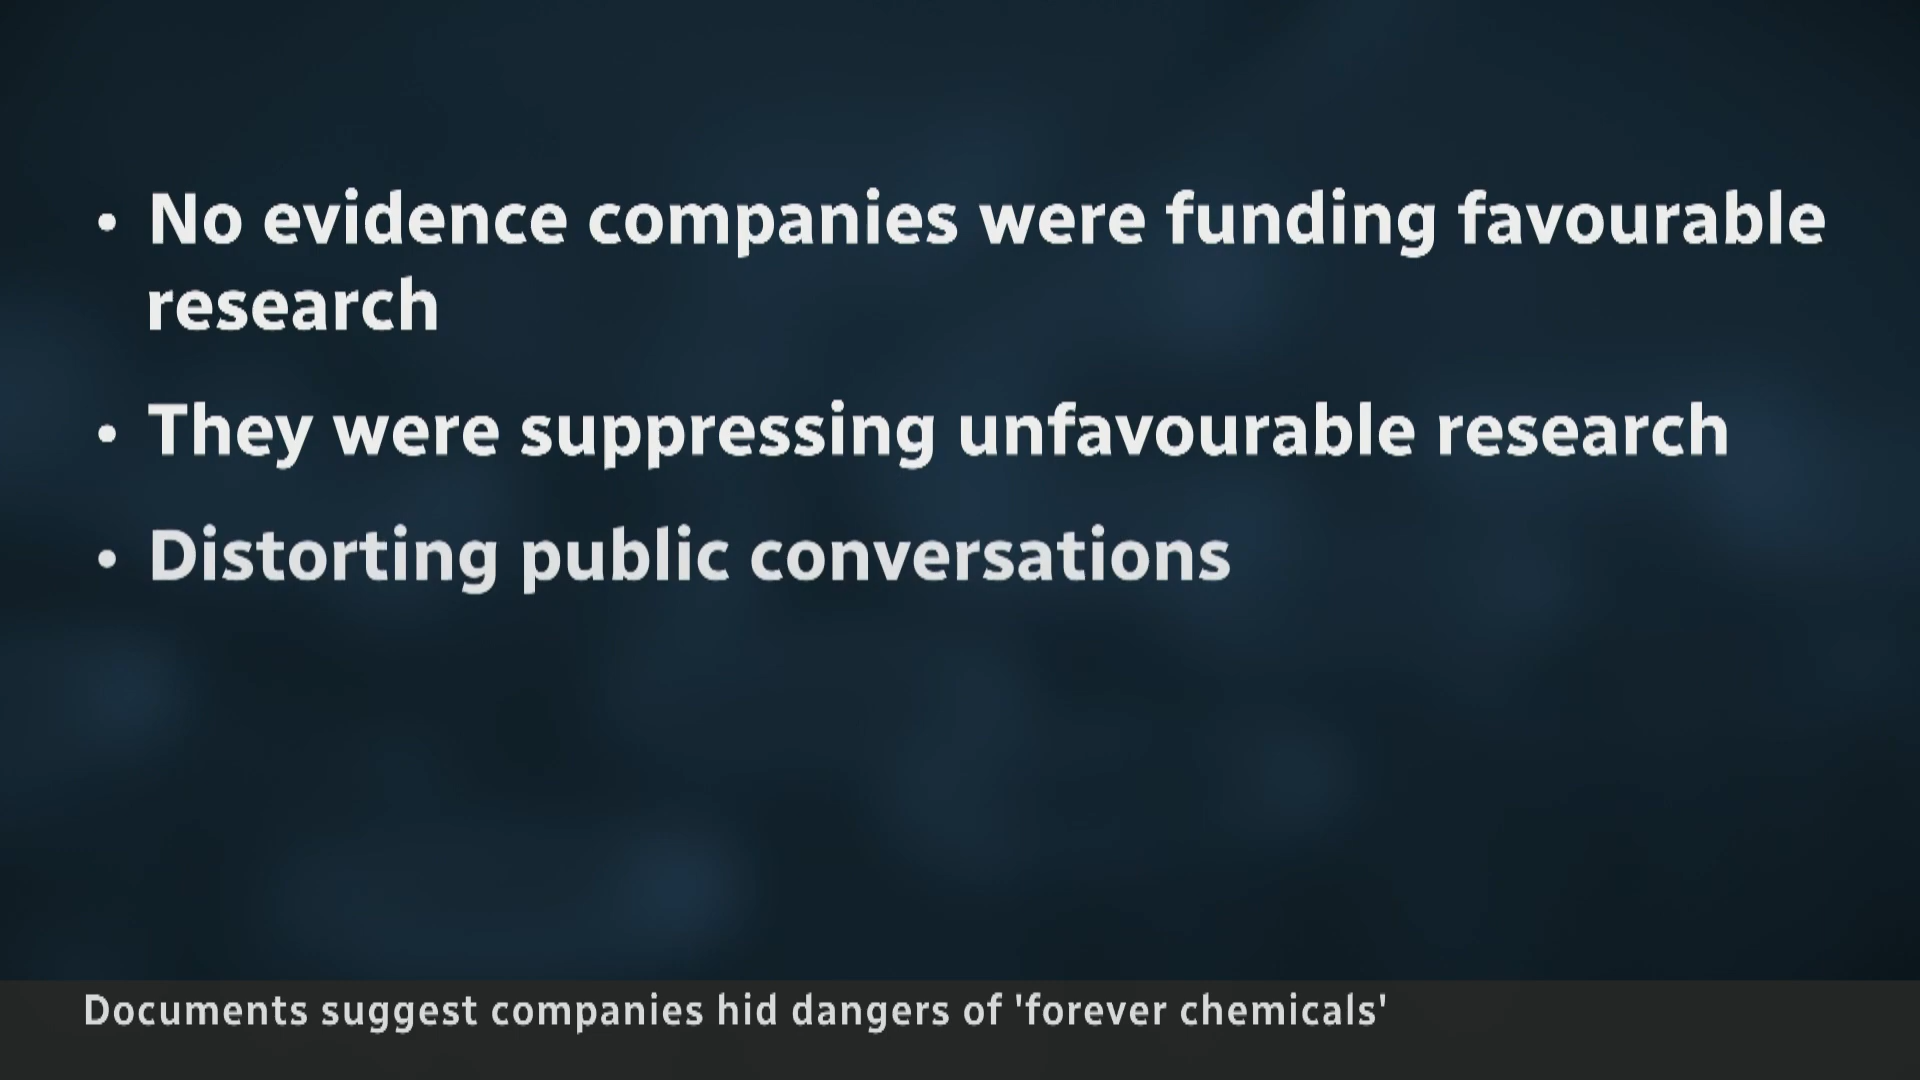 • No evidence companies were funding favourable
research
• They were suppressing unfavourable research
• Distorting public conversations
Documents suggest companies hid dangers of 'forever chemicals'